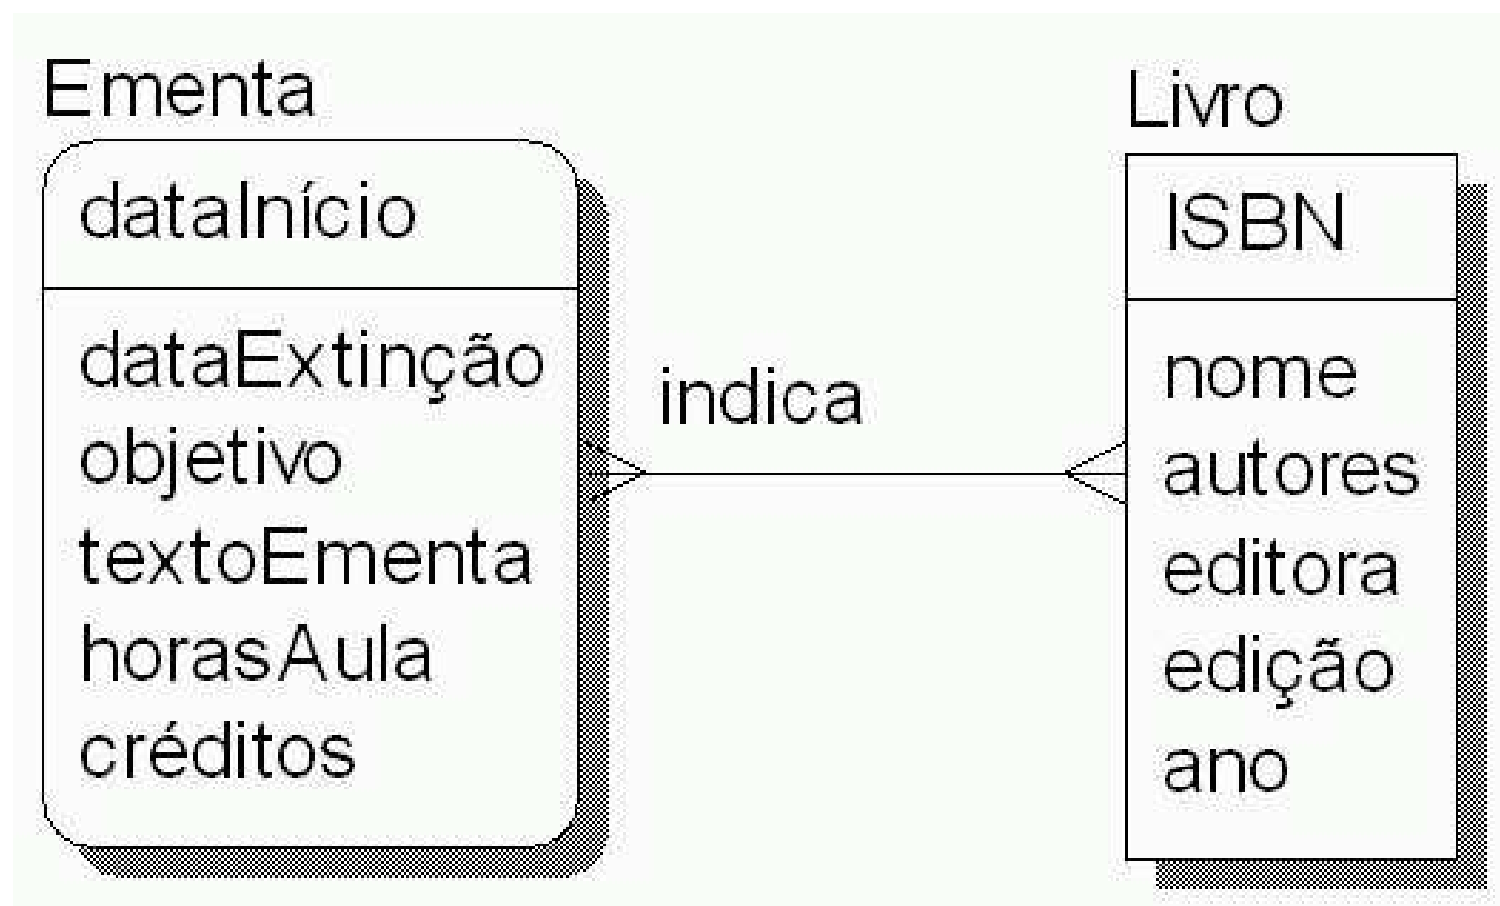 Ementa
dataInício
dataExtinção
objetivo
textoEmenta
horasAula
créditos
indica
Livro
ISBN
nome
autores
editora
edição
ano